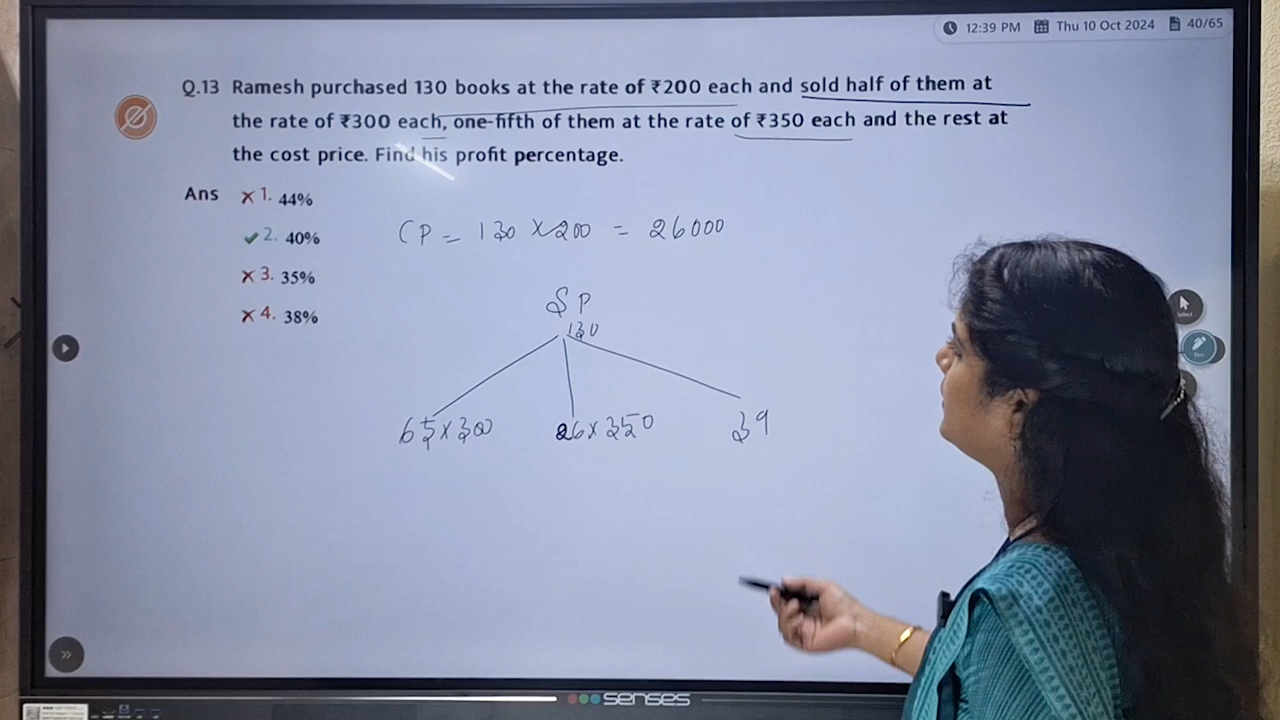 12:39 PM Thu 10 Oct 2024 40/65
Q.13 Ramesh purchased 130 books at the rate of ₹200 each and sold half of them at
the rate of ₹300 each, one-fifth of them at the rate of ₹350 each and the rest at
the cost price. Find his profit percentage.
Ans ✗ 1. 44%
✓ 2. 40%
✗ 3. 35%
✗ 4. 38%
CP = 130 × 200 = 26000
SP
130
65×300 26×350 39
Select
Pen
senses